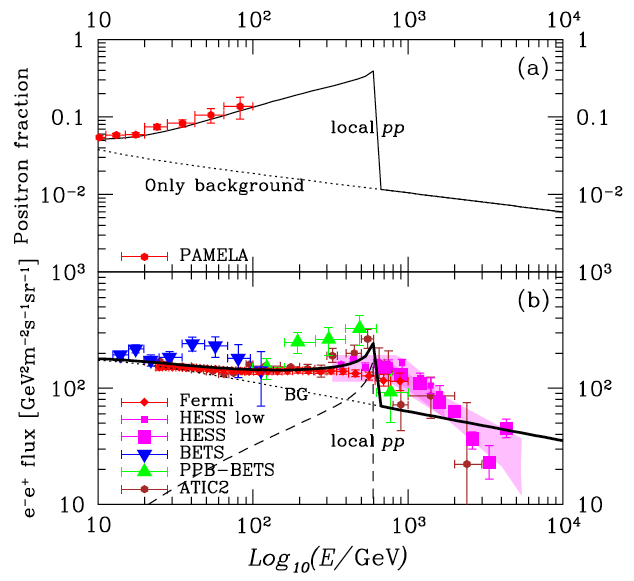 10 10² 10³ 10⁴
1 (a) 1
0.1 0.1
local pp
10⁻² 10⁻²
Only background
PAMELA
Positron fraction
10³ 10³
(b)
10² 10²
BG
Fermi
HESS low
HESS
local pp
BETS
PPB-BETS
ATIC2
e⁻e⁺ flux [GeV²m⁻²s⁻¹sr⁻¹]
10 10
10 10² 10³ 10⁴
Log₁₀(E/GeV)